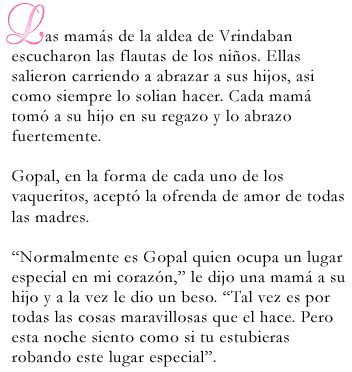 Las mamás de la aldea de Vrindaban
escucharon las flautas de los niños. Ellas
salieron carriendo a abrazar a sus hijos, asi
como siempre lo solian hacer. Cada mamá
tomó a su hijo en su regazo y lo abrazo
fuertemente.
Gopal, en la forma de cada uno de los
vaqueritos, aceptó la ofrenda de amor de todas
las madres.
“Normalmente es Gopal quien ocupa un lugar
especial en mi corazón,” le dijo una mamá a su
hijo y a la vez le dio un beso. “Tal vez es por
todas las cosas maravillosas que el hace. Pero
esta noche siento como si tu estubieras
robando este lugar especial”.